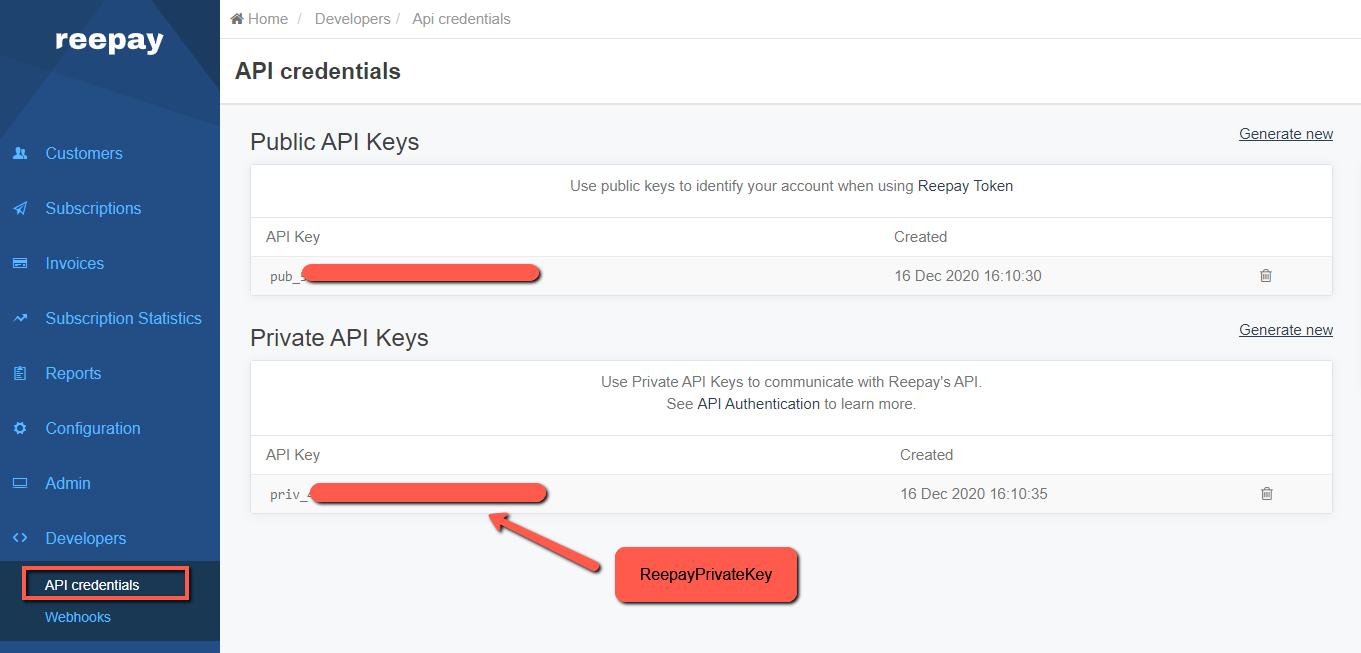 reepay
Home / Developers / Api credentials
API credentials
Customers
Subscriptions
Invoices
Subscription Statistics
Reports
Configuration
Admin
Developers
API credentials
Webhooks
Public API Keys
Generate new
Use public keys to identify your account when using Reepay Token
API Key Created
pub_ 16 Dec 2020 16:10:30
Private API Keys
Generate new
Use Private API Keys to communicate with Reepay's API.
See API Authentication to learn more.
API Key Created
priv_ 16 Dec 2020 16:10:35
ReepayPrivateKey